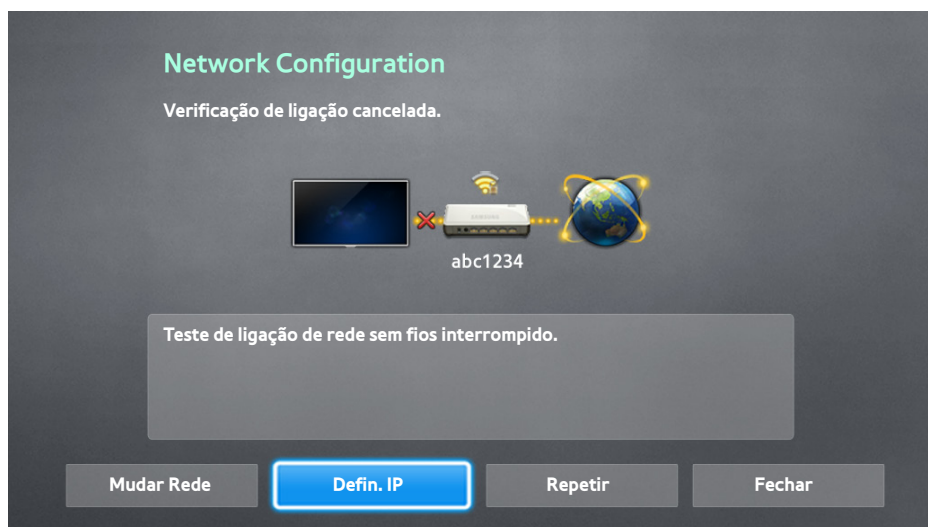 Network Configuration
Verificação de ligação cancelada.
SAMSUNG
abc1234
Teste de ligação de rede sem fios interrompido.
Mudar Rede
Defin. IP
Repetir
Fechar